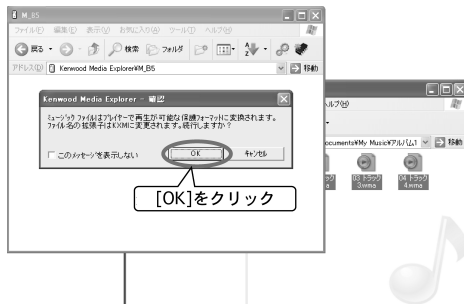 M_B5
ファイル(F) 編集(E) 表示(V) お気に入り(A) ツール(T) ヘルプ(H)
戻る 検索 フォルダ
アドレス(D) Kenwood Media Explorer¥M_B5 移動
Kenwood Media Explorer - 確認
ミュージック ファイルはプレイヤーで再生が可能な保護フォーマットに変換されます。
ファイル名の拡張子はKXMに変更されます。続行しますか？
このメッセージを表示しない OK キャンセル
[OK]をクリック
ヘルプ(H)
ocuments¥My Music¥アルバム1 移動
03 トラック 04 トラック
3.wma 4.wma